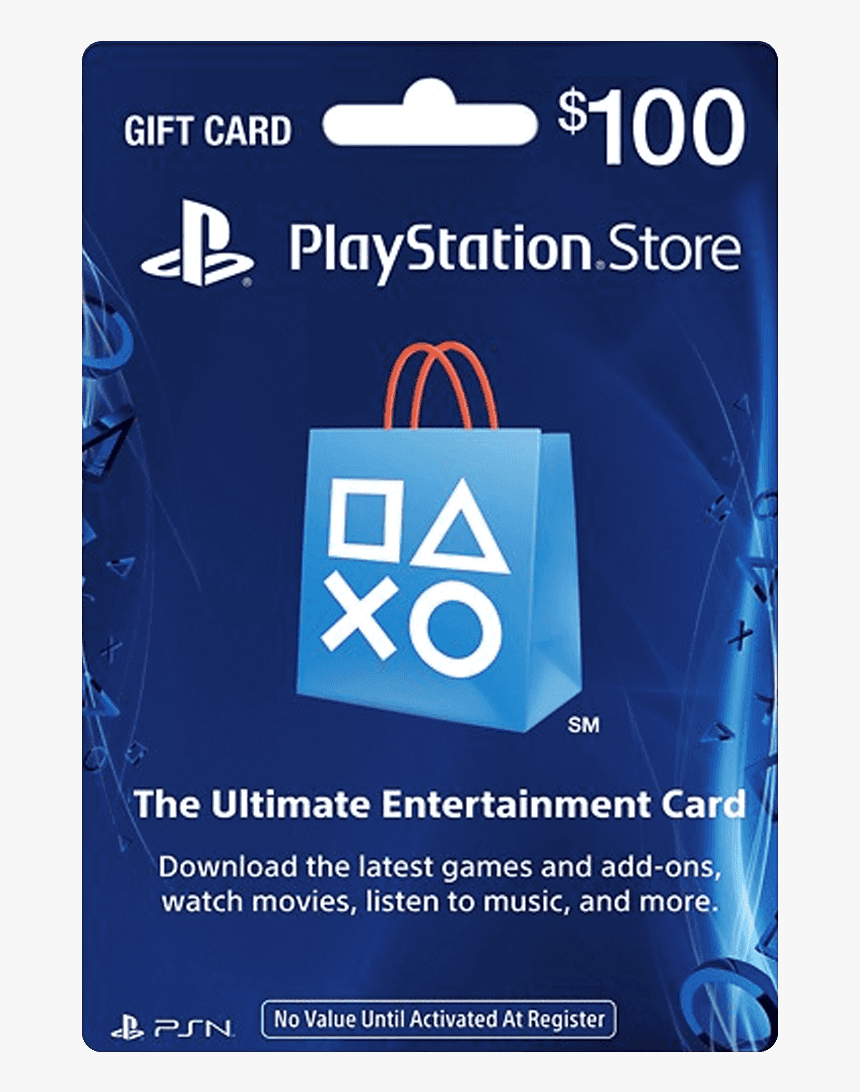 GIFT CARD
$100
PlayStation®Store
SM
The Ultimate Entertainment Card
Download the latest games and add-ons,
watch movies, listen to music, and more.
PSN
No Value Until Activated At Register